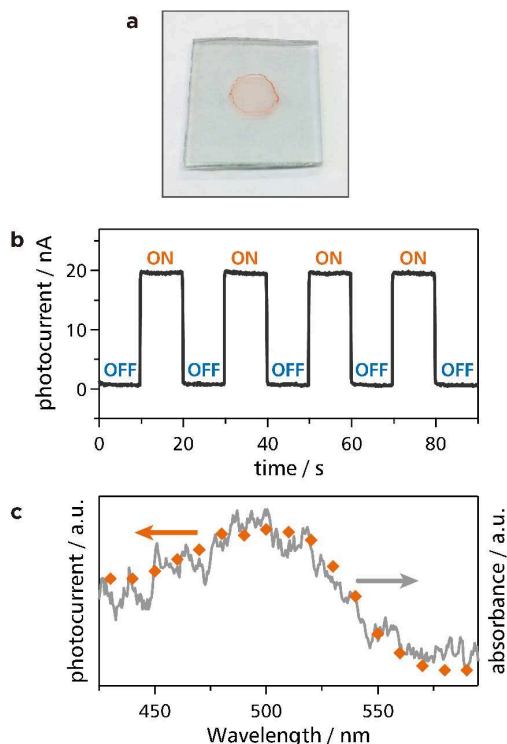 a
b
photocurrent / nA
20
10
0
ON ON ON ON
OFF OFF OFF OFF OFF
0 20 40 60 80
time / s
c
photocurrent / a.u.
absorbance / a.u.
450 500 550
Wavelength / nm